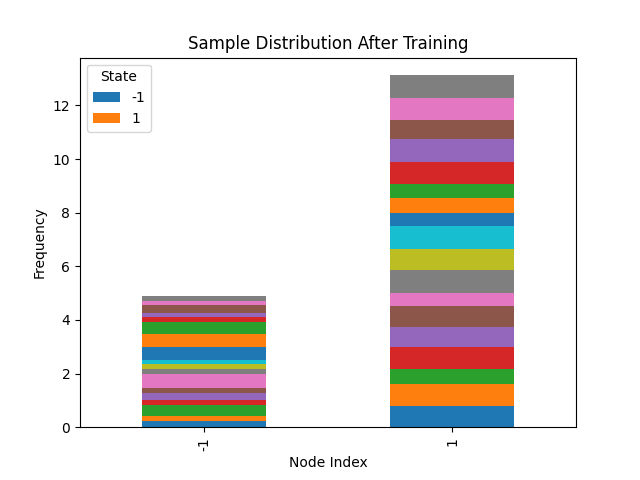 Sample Distribution After Training
State
-1
1
12
10
8
6
4
2
0
Frequency
-1
1
Node Index